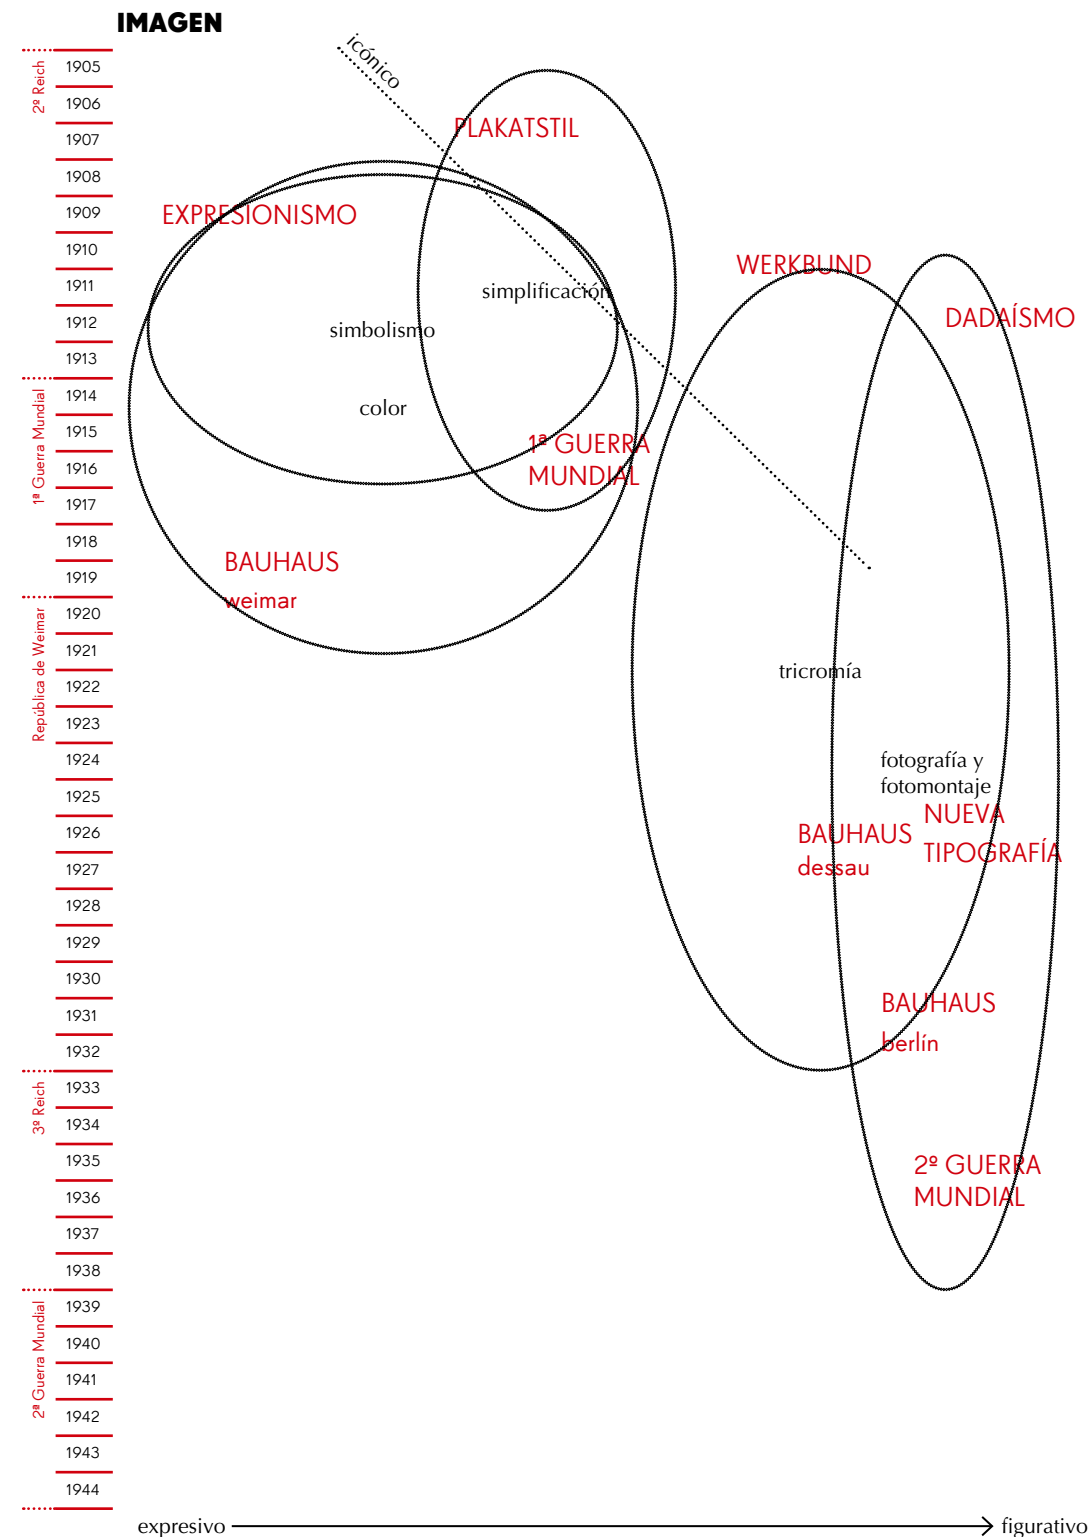 IMAGEN
icónico
2º Reich
1905
1906
1907
1908
1909
1910
1911
1912
1913
1ª Guerra Mundial
1914
1915
1916
1917
1918
1919
República de Weimar
1920
1921
1922
1923
1924
1925
1926
1927
1928
1929
1930
1931
1932
3º Reich
1933
1934
1935
1936
1937
1938
2ª Guerra Mundial
1939
1940
1941
1942
1943
1944
PLAKATSTIL
EXPRESIONISMO
WERKBUND
simplificación
DADAÍSMO
simbolismo
color
1ª GUERRA
MUNDIAL
BAUHAUS
weimar
tricromía
fotografía y
fotomontaje
NUEVA
TIPOGRAFÍA
BAUHAUS
dessau
BAUHAUS
berlín
2º GUERRA
MUNDIAL
expresivo
figurativo